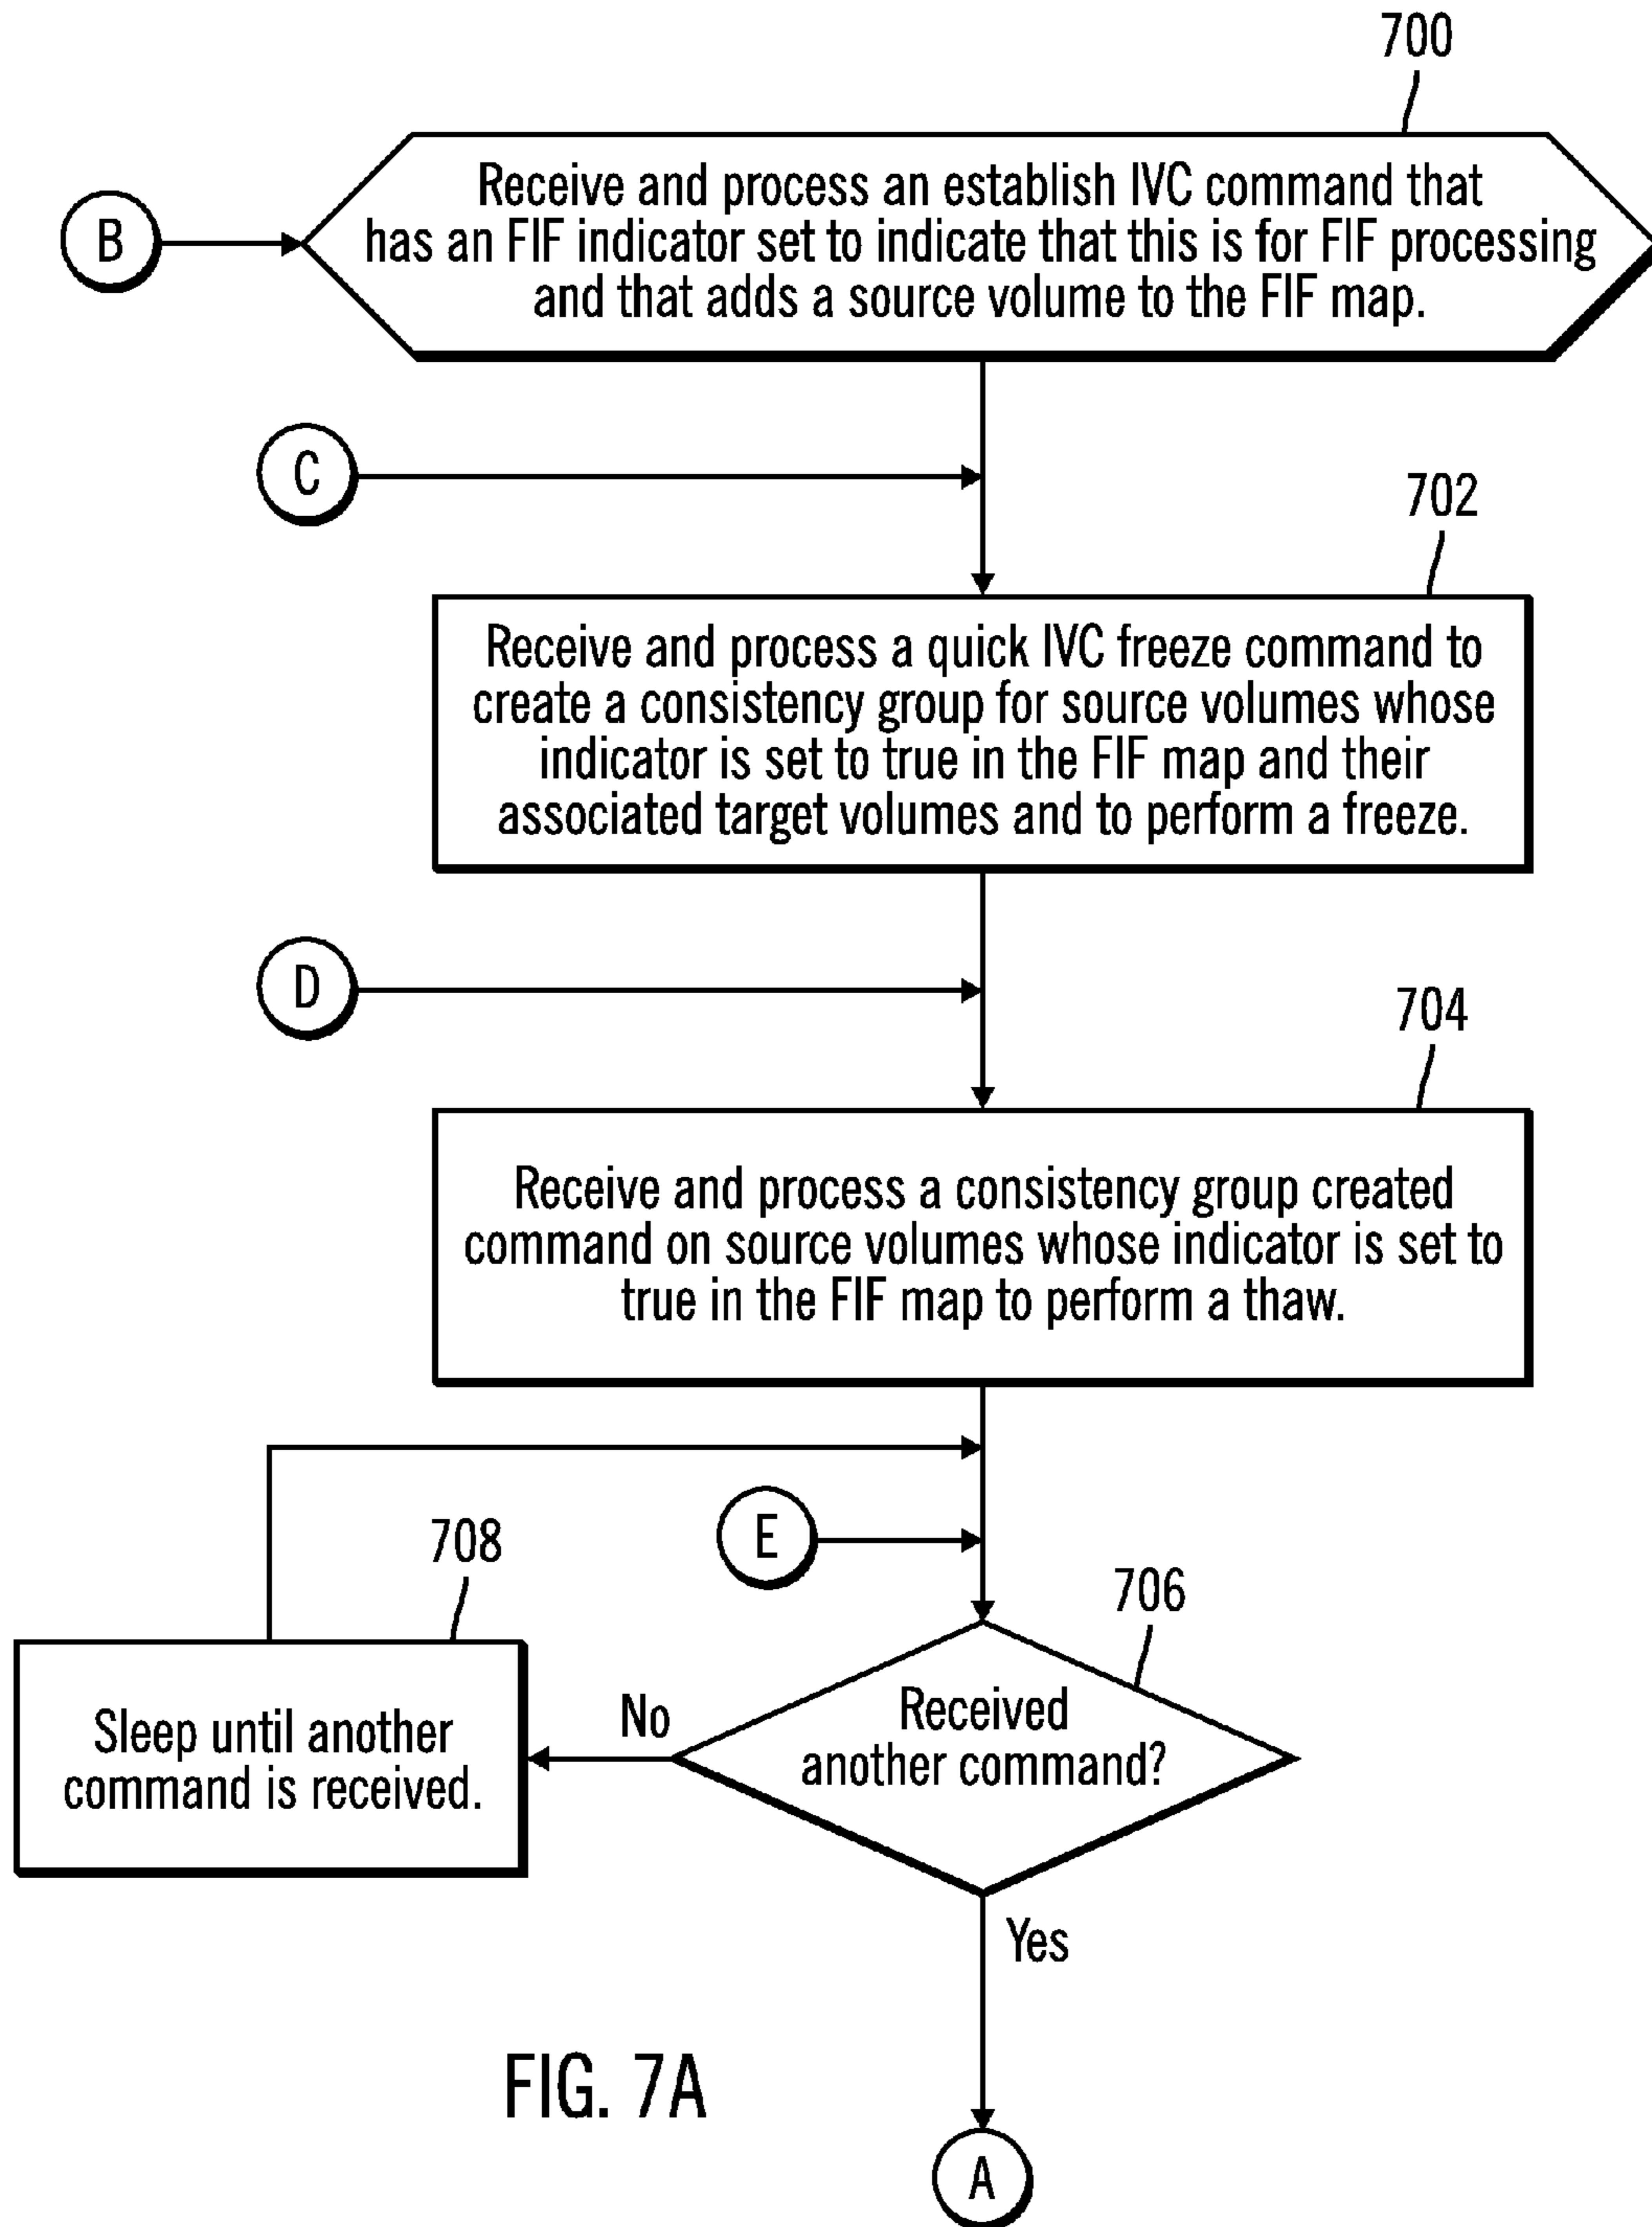 700
Receive and process an establish IVC command that
has an FIF indicator set to indicate that this is for FIF processing
and that adds a source volume to the FIF map.
B
C
702
Receive and process a quick IVC freeze command to
create a consistency group for source volumes whose
indicator is set to true in the FIF map and their
associated target volumes and to perform a freeze.
D
704
Receive and process a consistency group created
command on source volumes whose indicator is set to
true in the FIF map to perform a thaw.
E
708
706
Sleep until another
command is received.
No
Received
another command?
Yes
FIG. 7A
A